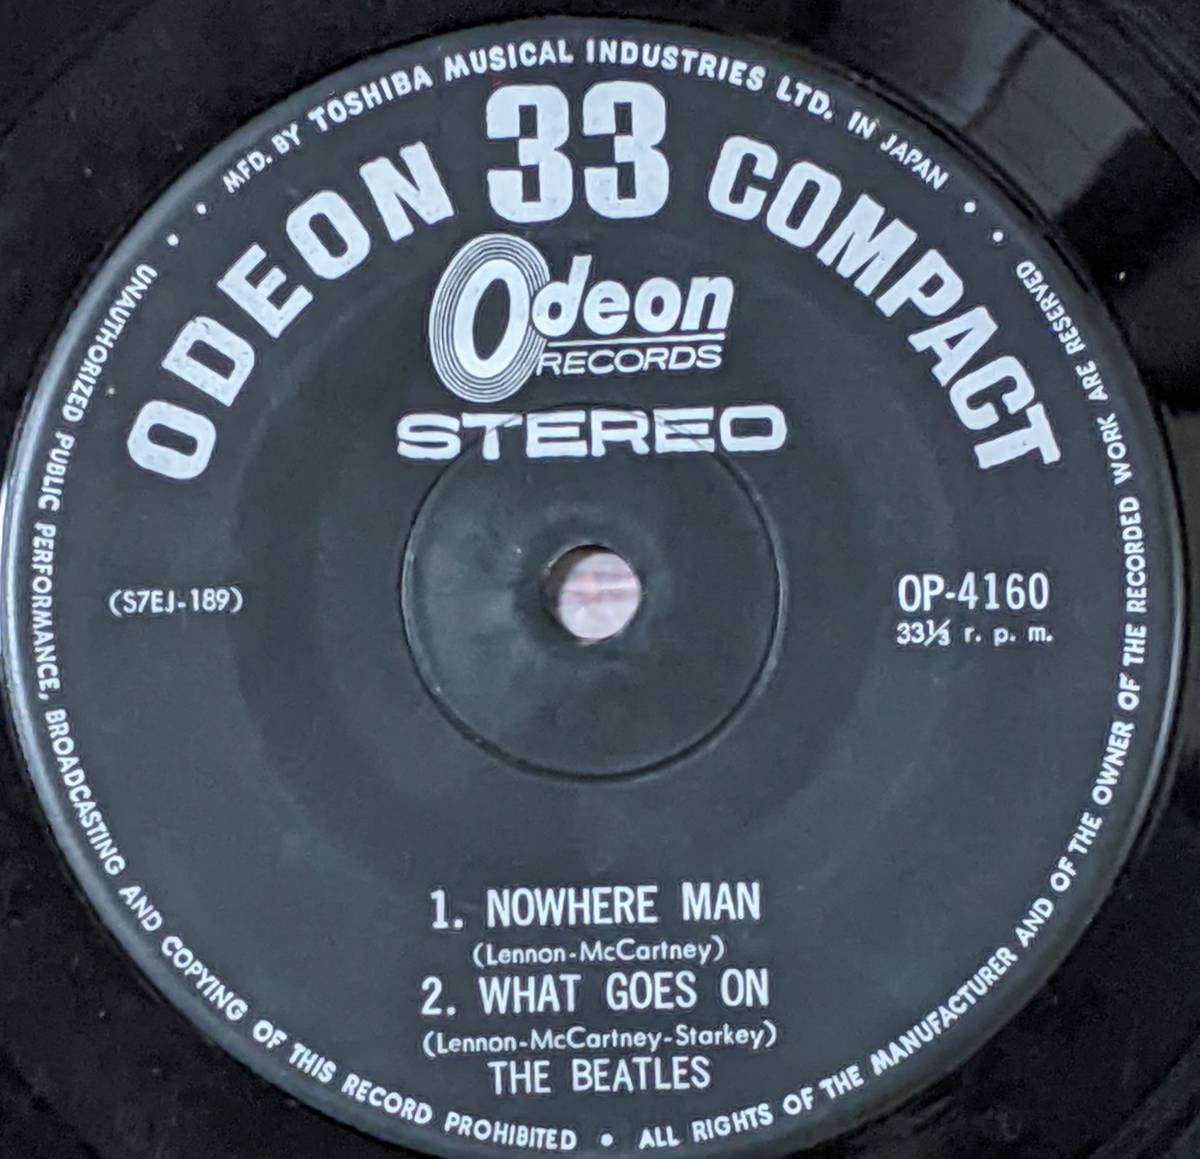 MFD. BY TOSHIBA MUSICAL INDUSTRIES LTD. IN JAPAN
ODEON 33 COMPACT
Odeon
RECORDS
STEREO
(S7EJ-189)
OP-4160
33⅓ r. p. m.
1. NOWHERE MAN
(Lennon-McCartney)
2. WHAT GOES ON
(Lennon-McCartney-Starkey)
THE BEATLES
UNAUTHORIZED PUBLIC PERFORMANCE, BROADCASTING AND COPYING OF THIS RECORD PROHIBITED • ALL RIGHTS OF THE MANUFACTURER AND OF THE OWNER OF THE RECORDED WORK ARE RESERVED